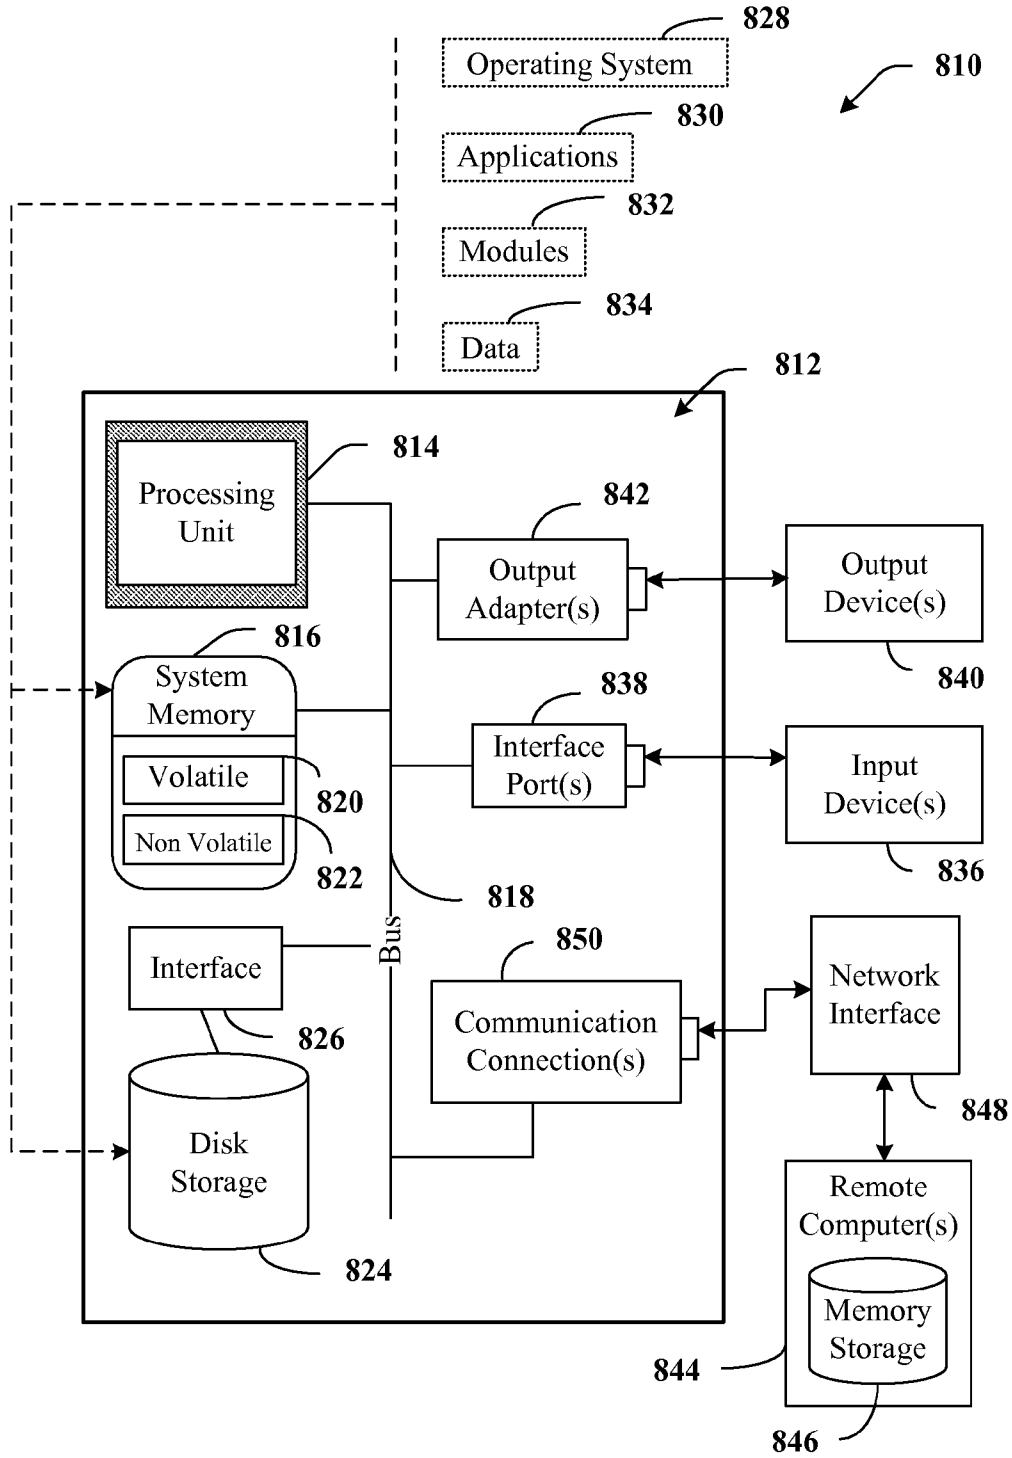 828
Operating System
810
830
Applications
832
Modules
834
Data
812
814
Processing
Unit
842
Output
Adapter(s)
Output
Device(s)
840
816
System
Memory
838
Interface
Port(s)
Input
Device(s)
836
Volatile
820
Non Volatile
822
818
Bus
850
Interface
826
Communication
Connection(s)
Network
Interface
848
Disk
Storage
824
Remote
Computer(s)
Memory
Storage
844
846